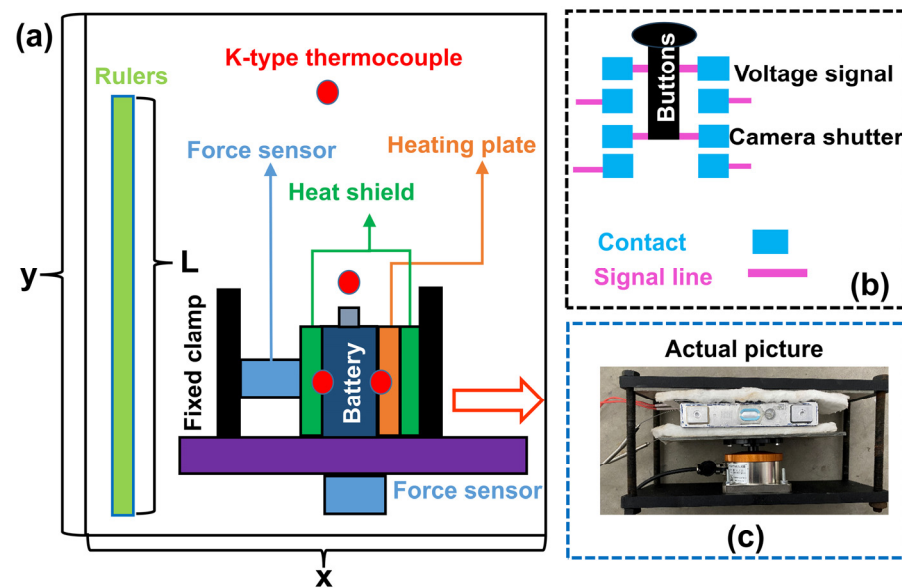 (a)
K-type thermocouple
Rulers
Force sensor
Heating plate
Heat shield
y
L
Fixed clamp
Battery
Force sensor
x
Buttons
Voltage signal
Camera shutter
Contact
Signal line
(b)
Actual picture
(c)